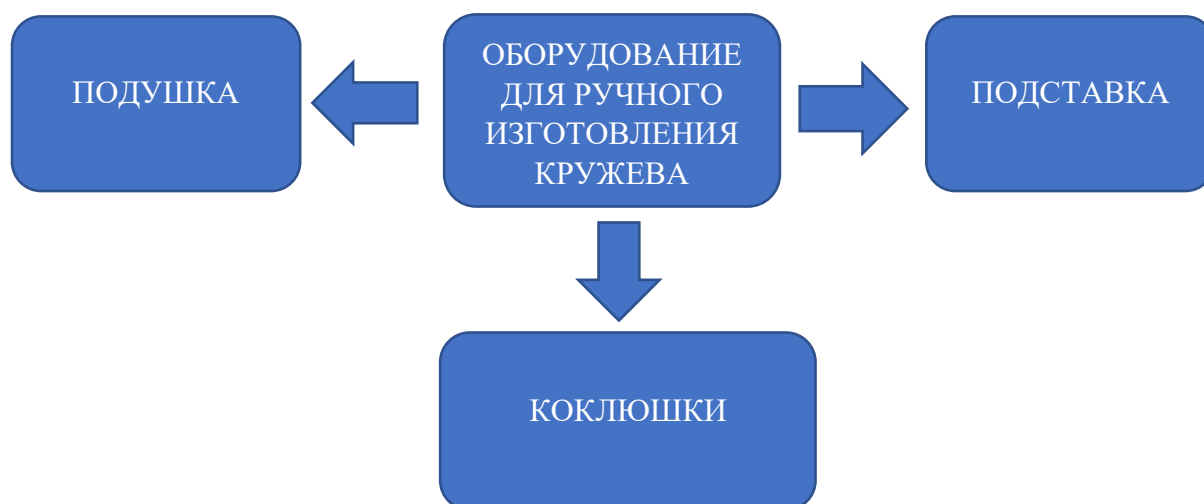 ПОДУШКА
ОБОРУДОВАНИЕ
ДЛЯ РУЧНОГО
ИЗГОТОВЛЕНИЯ
КРУЖЕВА
ПОДСТАВКА
КОКЛЮШКИ